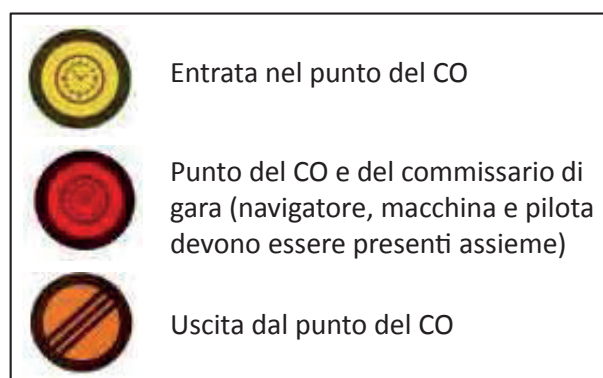 Entrata nel punto del CO
Punto del CO e del commissario di
gara (navigatore, macchina e pilota
devono essere presenti assieme)
Uscita dal punto del CO